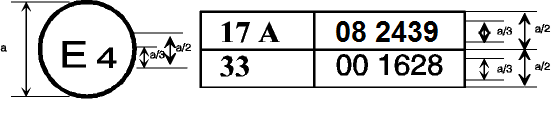 a E 4 a/3 a/2
17 A 08 2439 a/3 a/2
33 00 1628 a/3 a/2